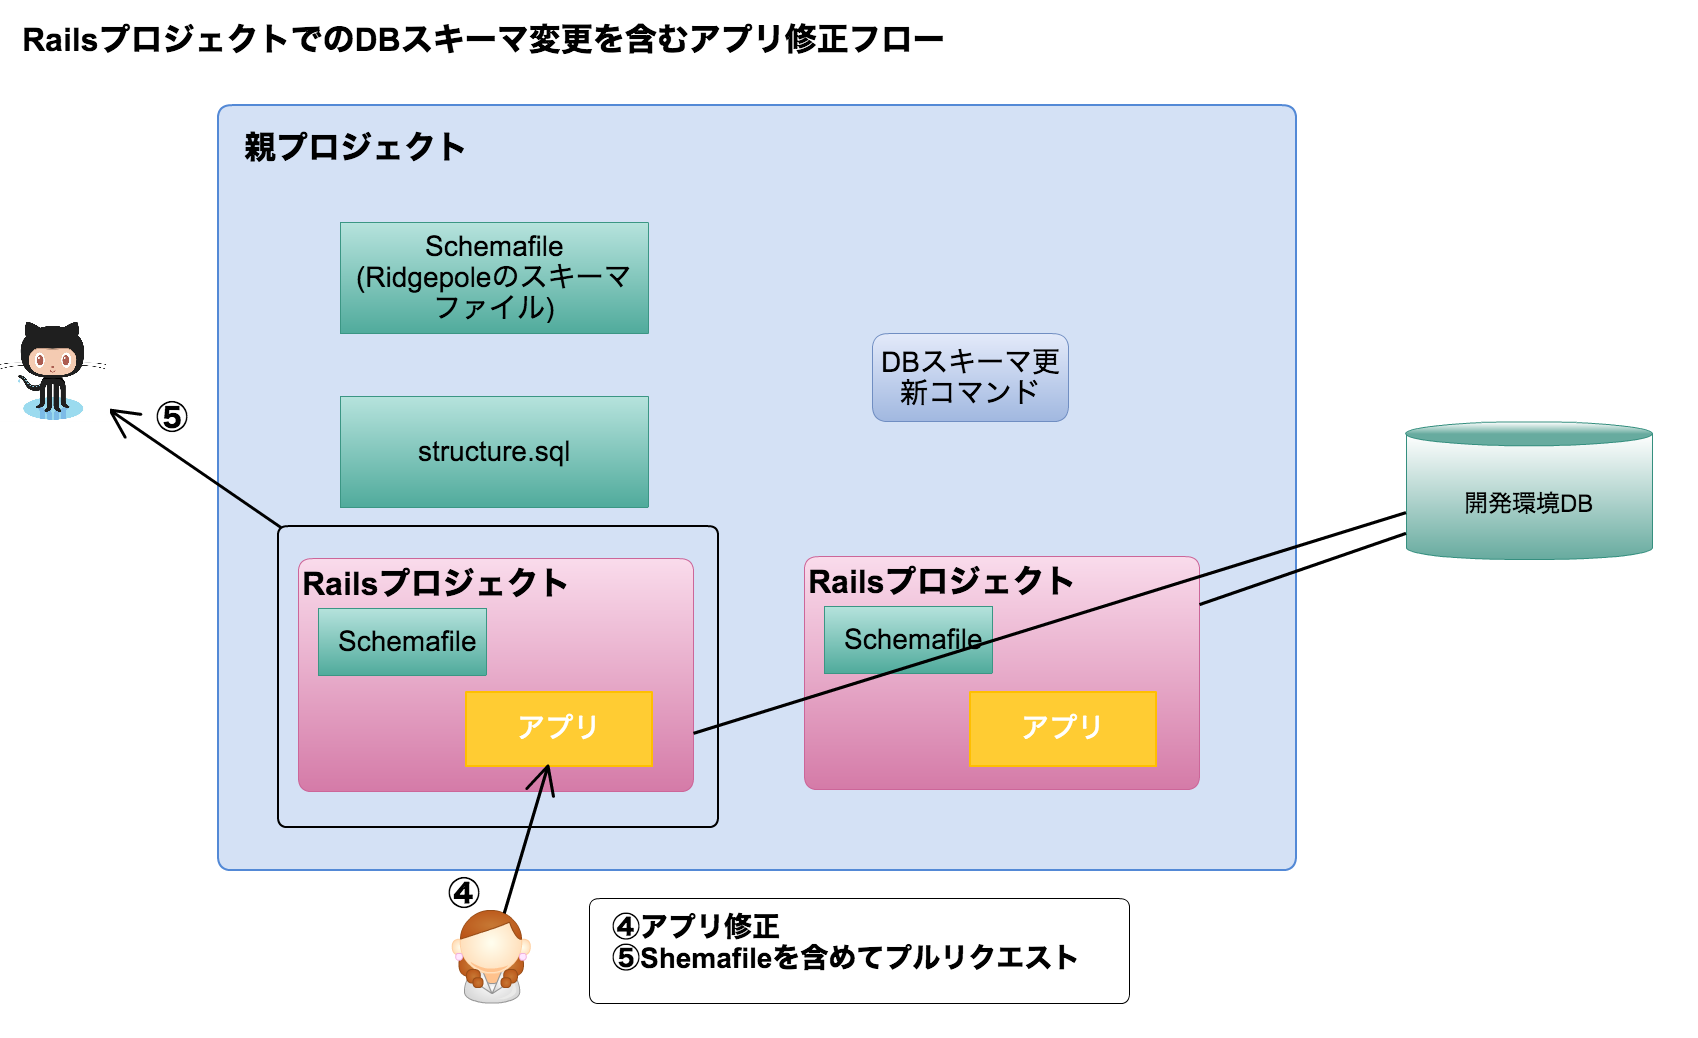 RailsプロジェクトでのDBスキーマ変更を含むアプリ修正フロー
親プロジェクト
Schemafile
(Ridgepoleのスキーマ
ファイル)
DBスキーマ更
新コマンド
⑤
structure.sql
開発環境DB
Railsプロジェクト
Schemafile
アプリ
Railsプロジェクト
Schemafile
アプリ
④
④アプリ修正
⑤Shemafileを含めてプルリクエスト